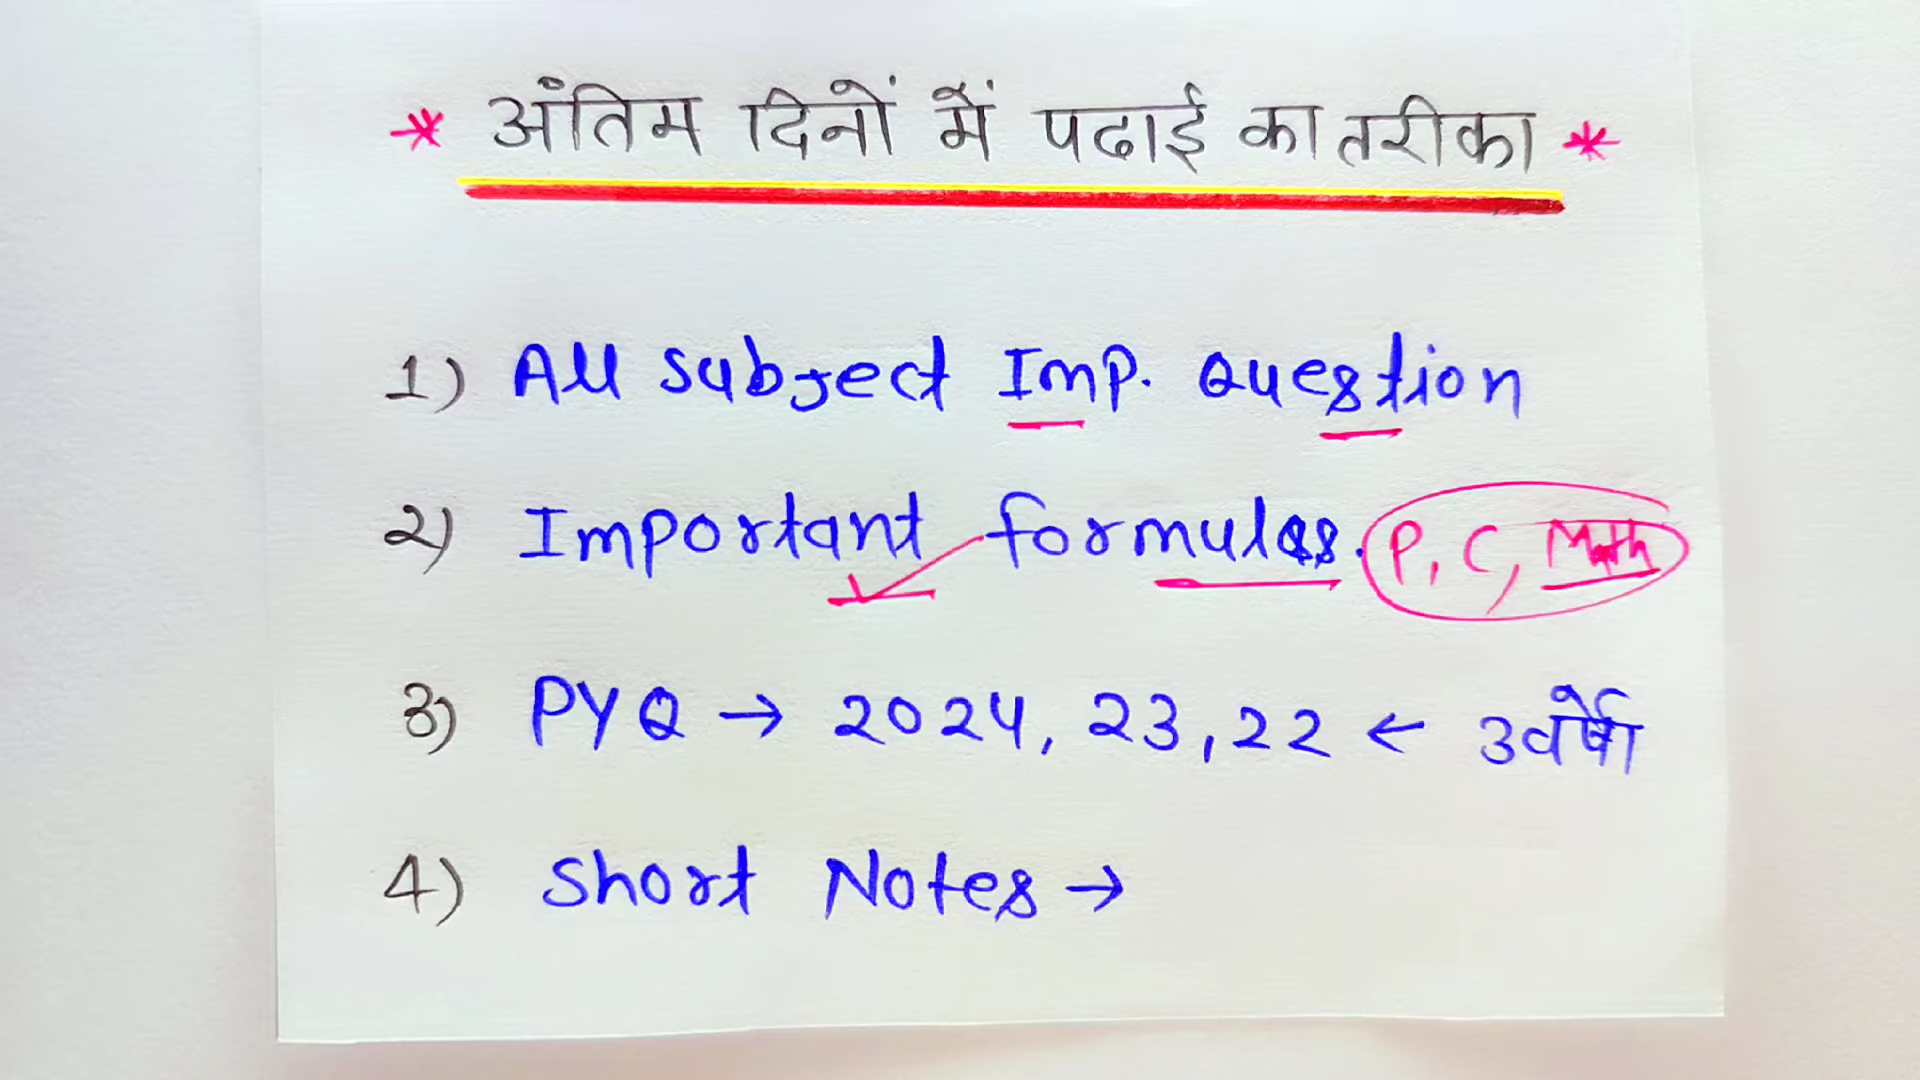 * अंतिम दिनों में पढाई का तरीका *
1) All Subject Imp. Question
2) Important formulas. P, C, Math
3) PYQ → 2024, 23, 22 ← 3वर्षो
4) Short Notes →